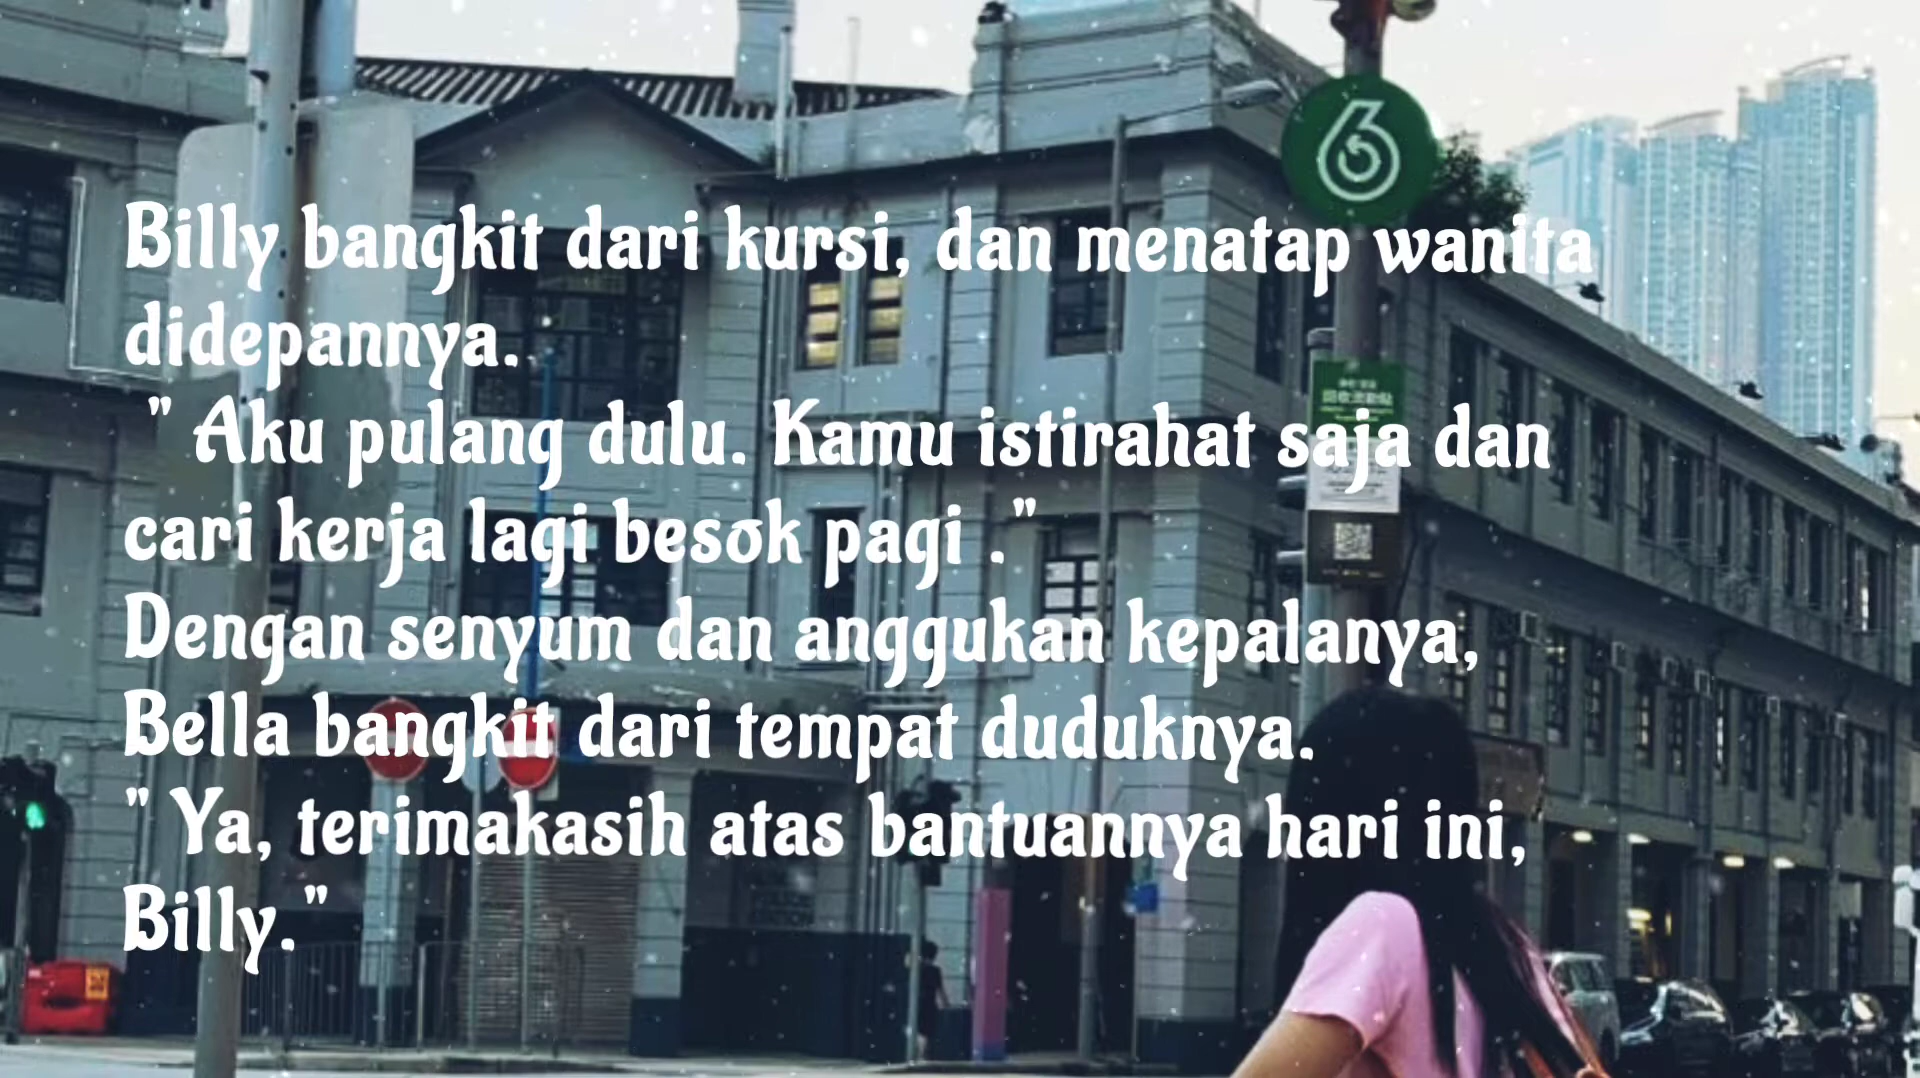 6
Billy bangkit dari kursi, dan menatap wanita
didepannya.
" Aku pulang dulu. Kamu istirahat saja dan
cari kerja lagi besok pagi ."
Dengan senyum dan anggukan kepalanya,
Bella bangkit dari tempat duduknya.
" Ya, terimakasih atas bantuannya hari ini,
Billy."